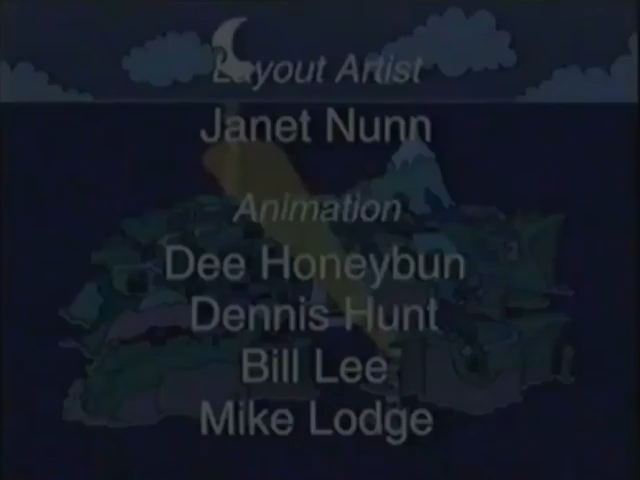 Layout Artist
Janet Nunn
Animation
Dee Honeybun
Dennis Hunt
Bill Lee
Mike Lodge